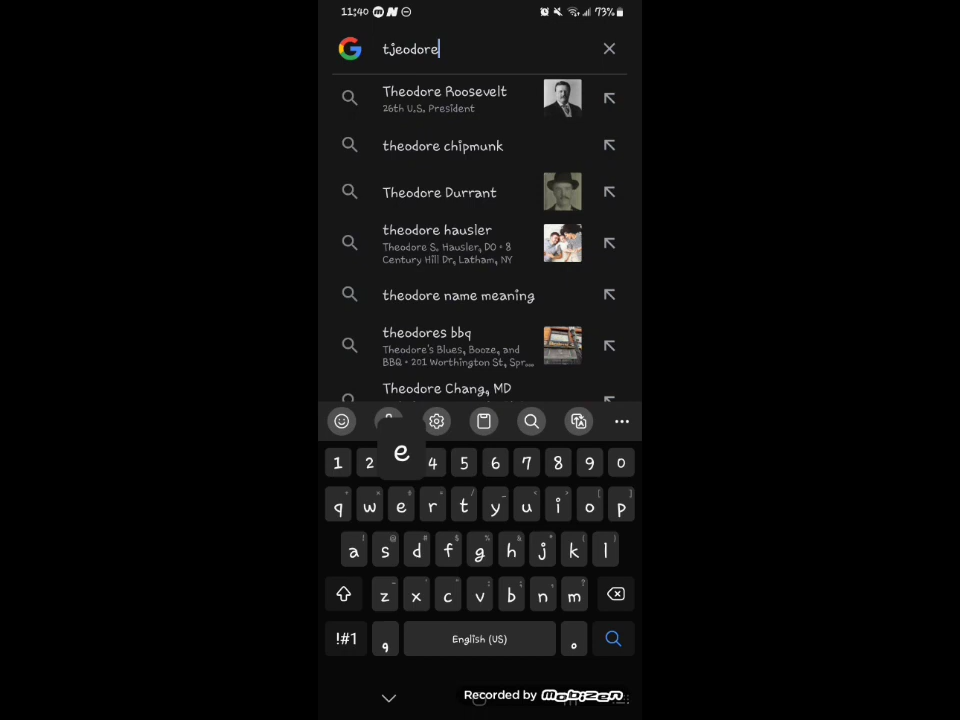 11:40
73%
tjeodore
Theodore Roosevelt
26th U.S. President
theodore chipmunk
Theodore Durrant
theodore hausler
Theodore S. Hausler, DO • 8
Century Hill Dr, Latham, NY
theodore name meaning
theodores bbq
Theodore's Blues, Booze, and
BBQ • 201 Worthington St, Spr...
Theodore Chang, MD
e
1 2 4 5 6 7 8 9 0
q w e r t y u i o p
a s d f g h j k l
z x c v b n m
!#1 , English (US) .
Recorded by mobizen